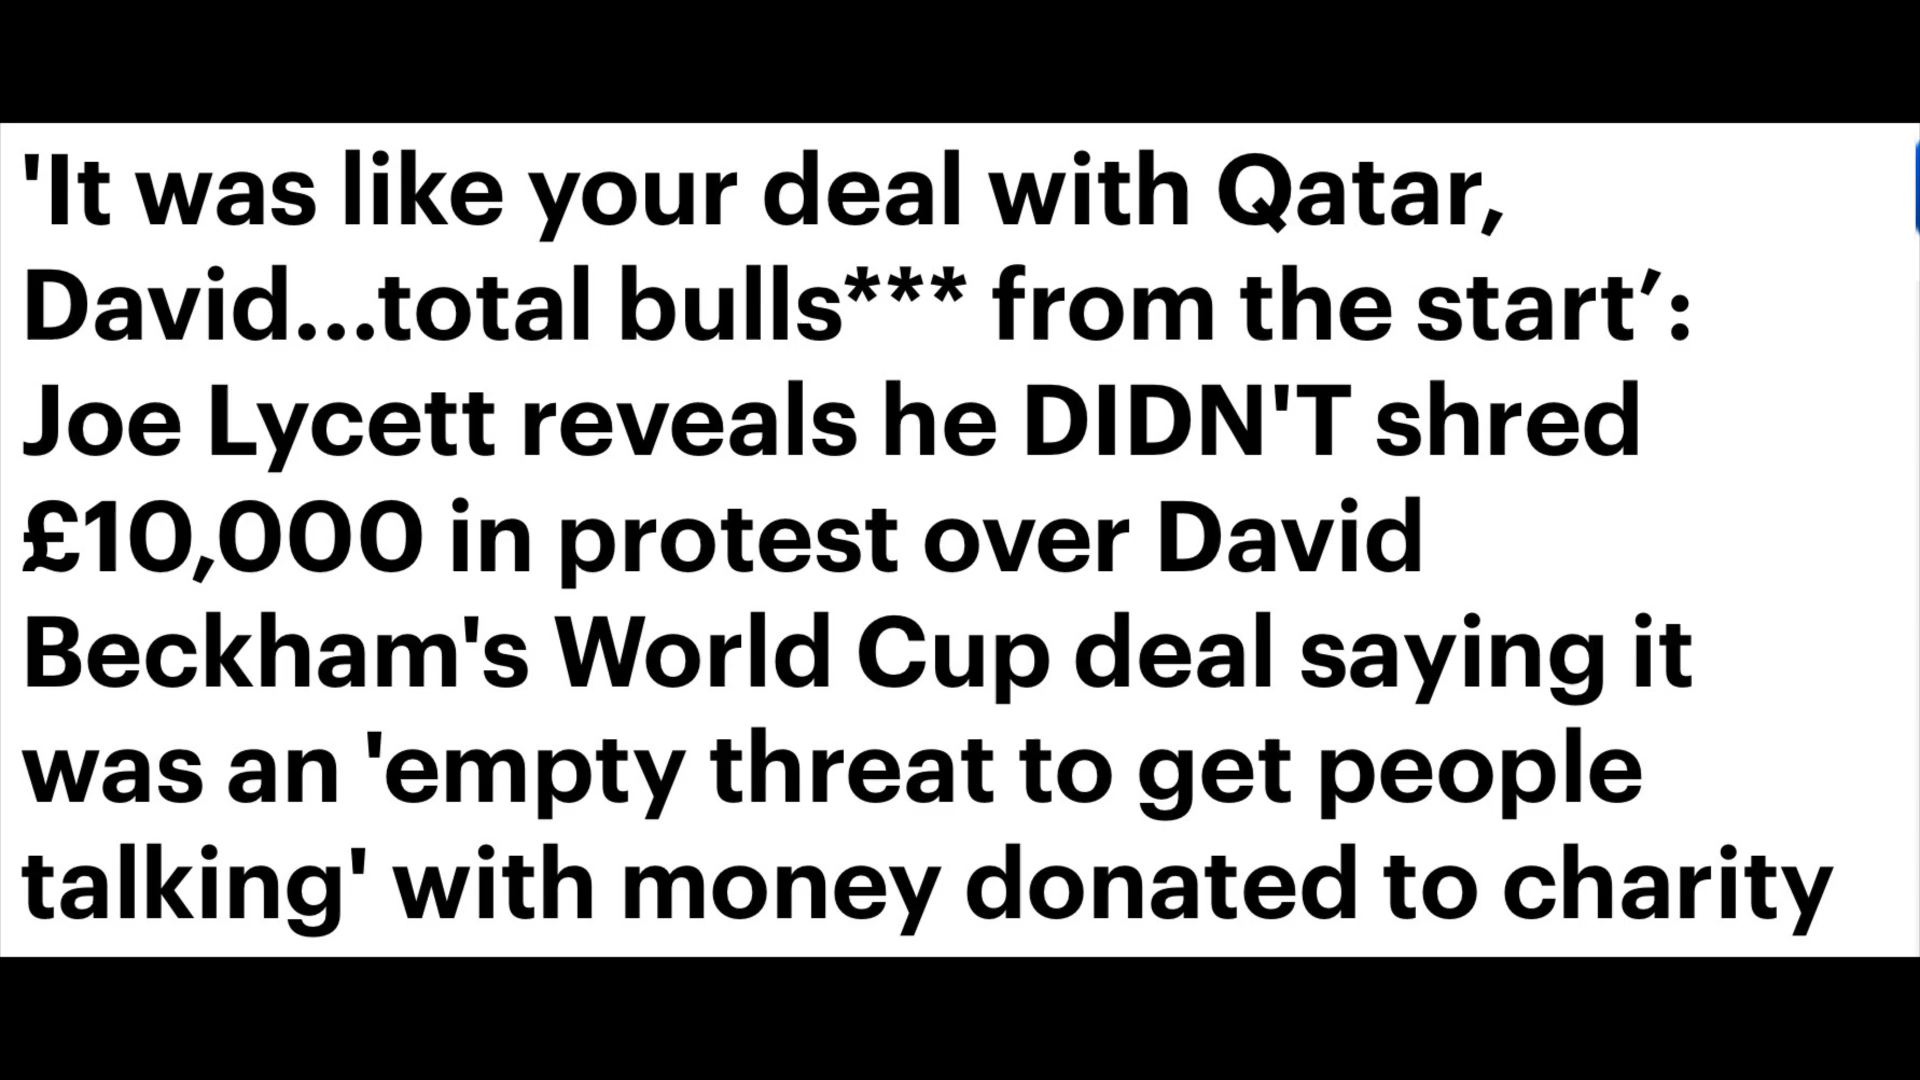 'It was like your deal with Qatar,
David...total bulls*** from the start’:
Joe Lycett reveals he DIDN'T shred
£10,000 in protest over David
Beckham's World Cup deal saying it
was an 'empty threat to get people
talking' with money donated to charity